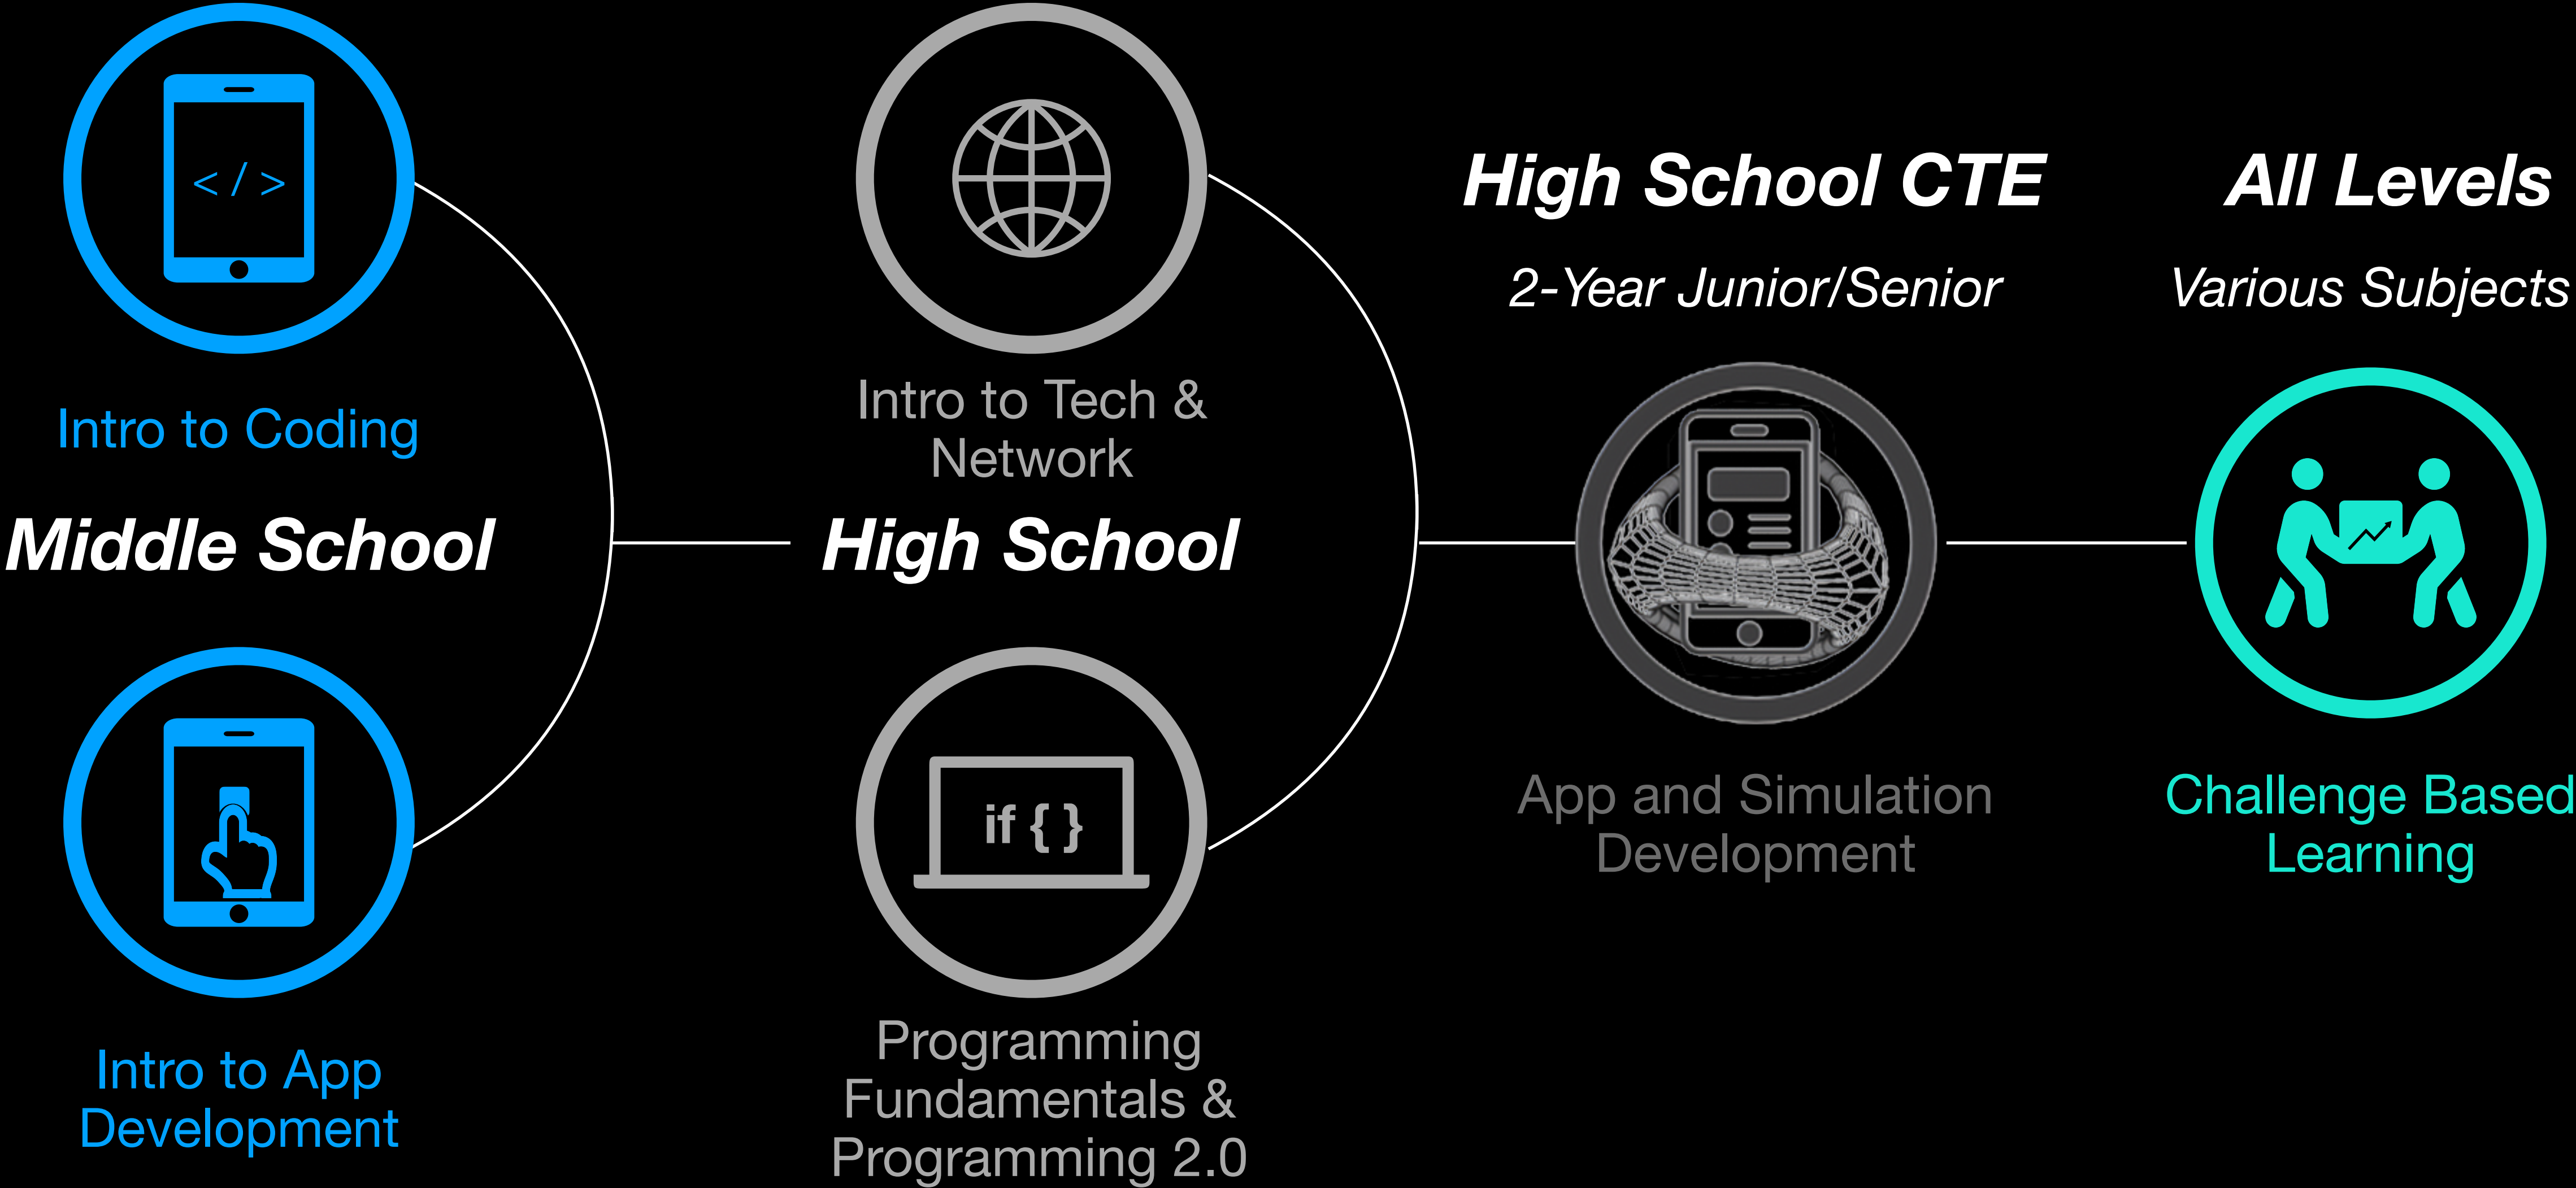 < / >
Intro to Coding
Middle School
Intro to App
Development
Intro to Tech &
Network
High School
if { }
Programming
Fundamentals &
Programming 2.0
High School CTE
2-Year Junior/Senior
App and Simulation
Development
All Levels
Various Subjects
Challenge Based
Learning